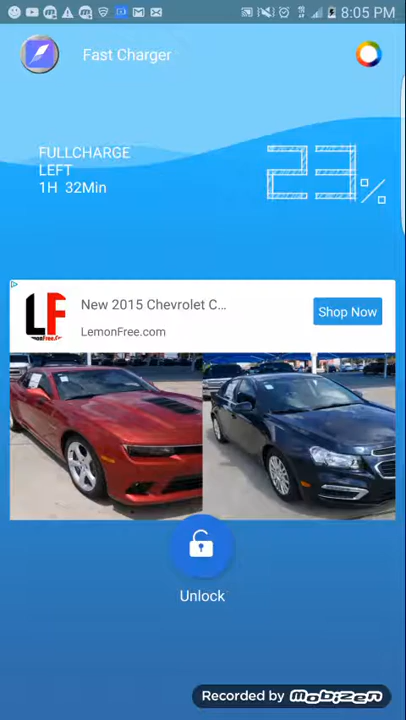 8:05 PM
Fast Charger
FULLCHARGE
LEFT
1H 32Min
23%
New 2015 Chevrolet C...
LemonFree.com
Shop Now
LF
Unlock
Recorded by mobizen